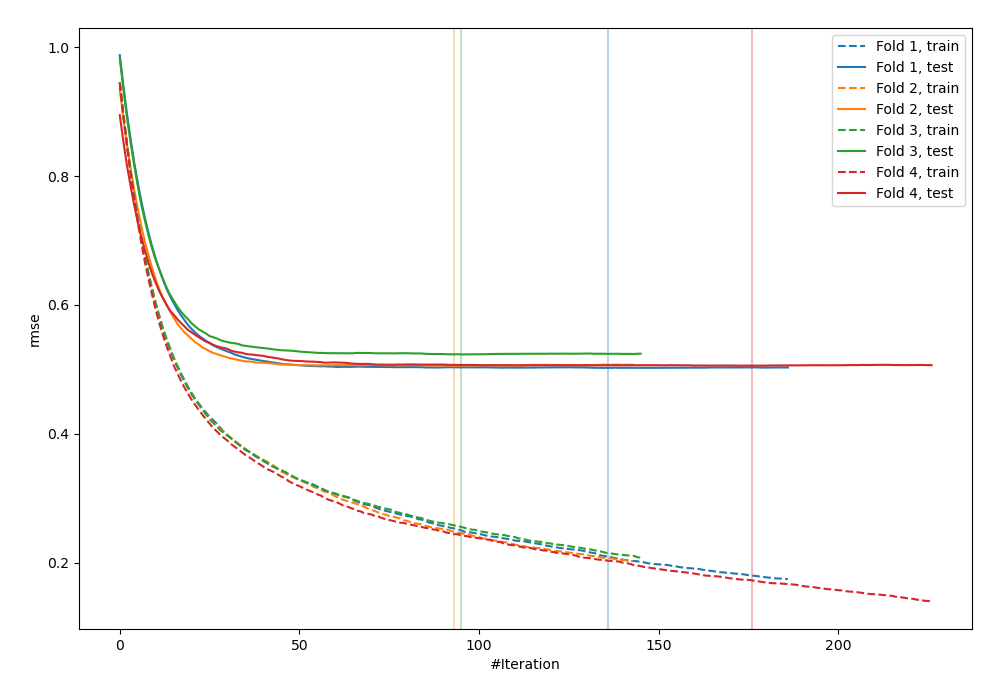 1.0
0.8
0.6
0.4
0.2
rmse
0
50
100
150
200
#Iteration
Fold 1, train
Fold 1, test
Fold 2, train
Fold 2, test
Fold 3, train
Fold 3, test
Fold 4, train
Fold 4, test